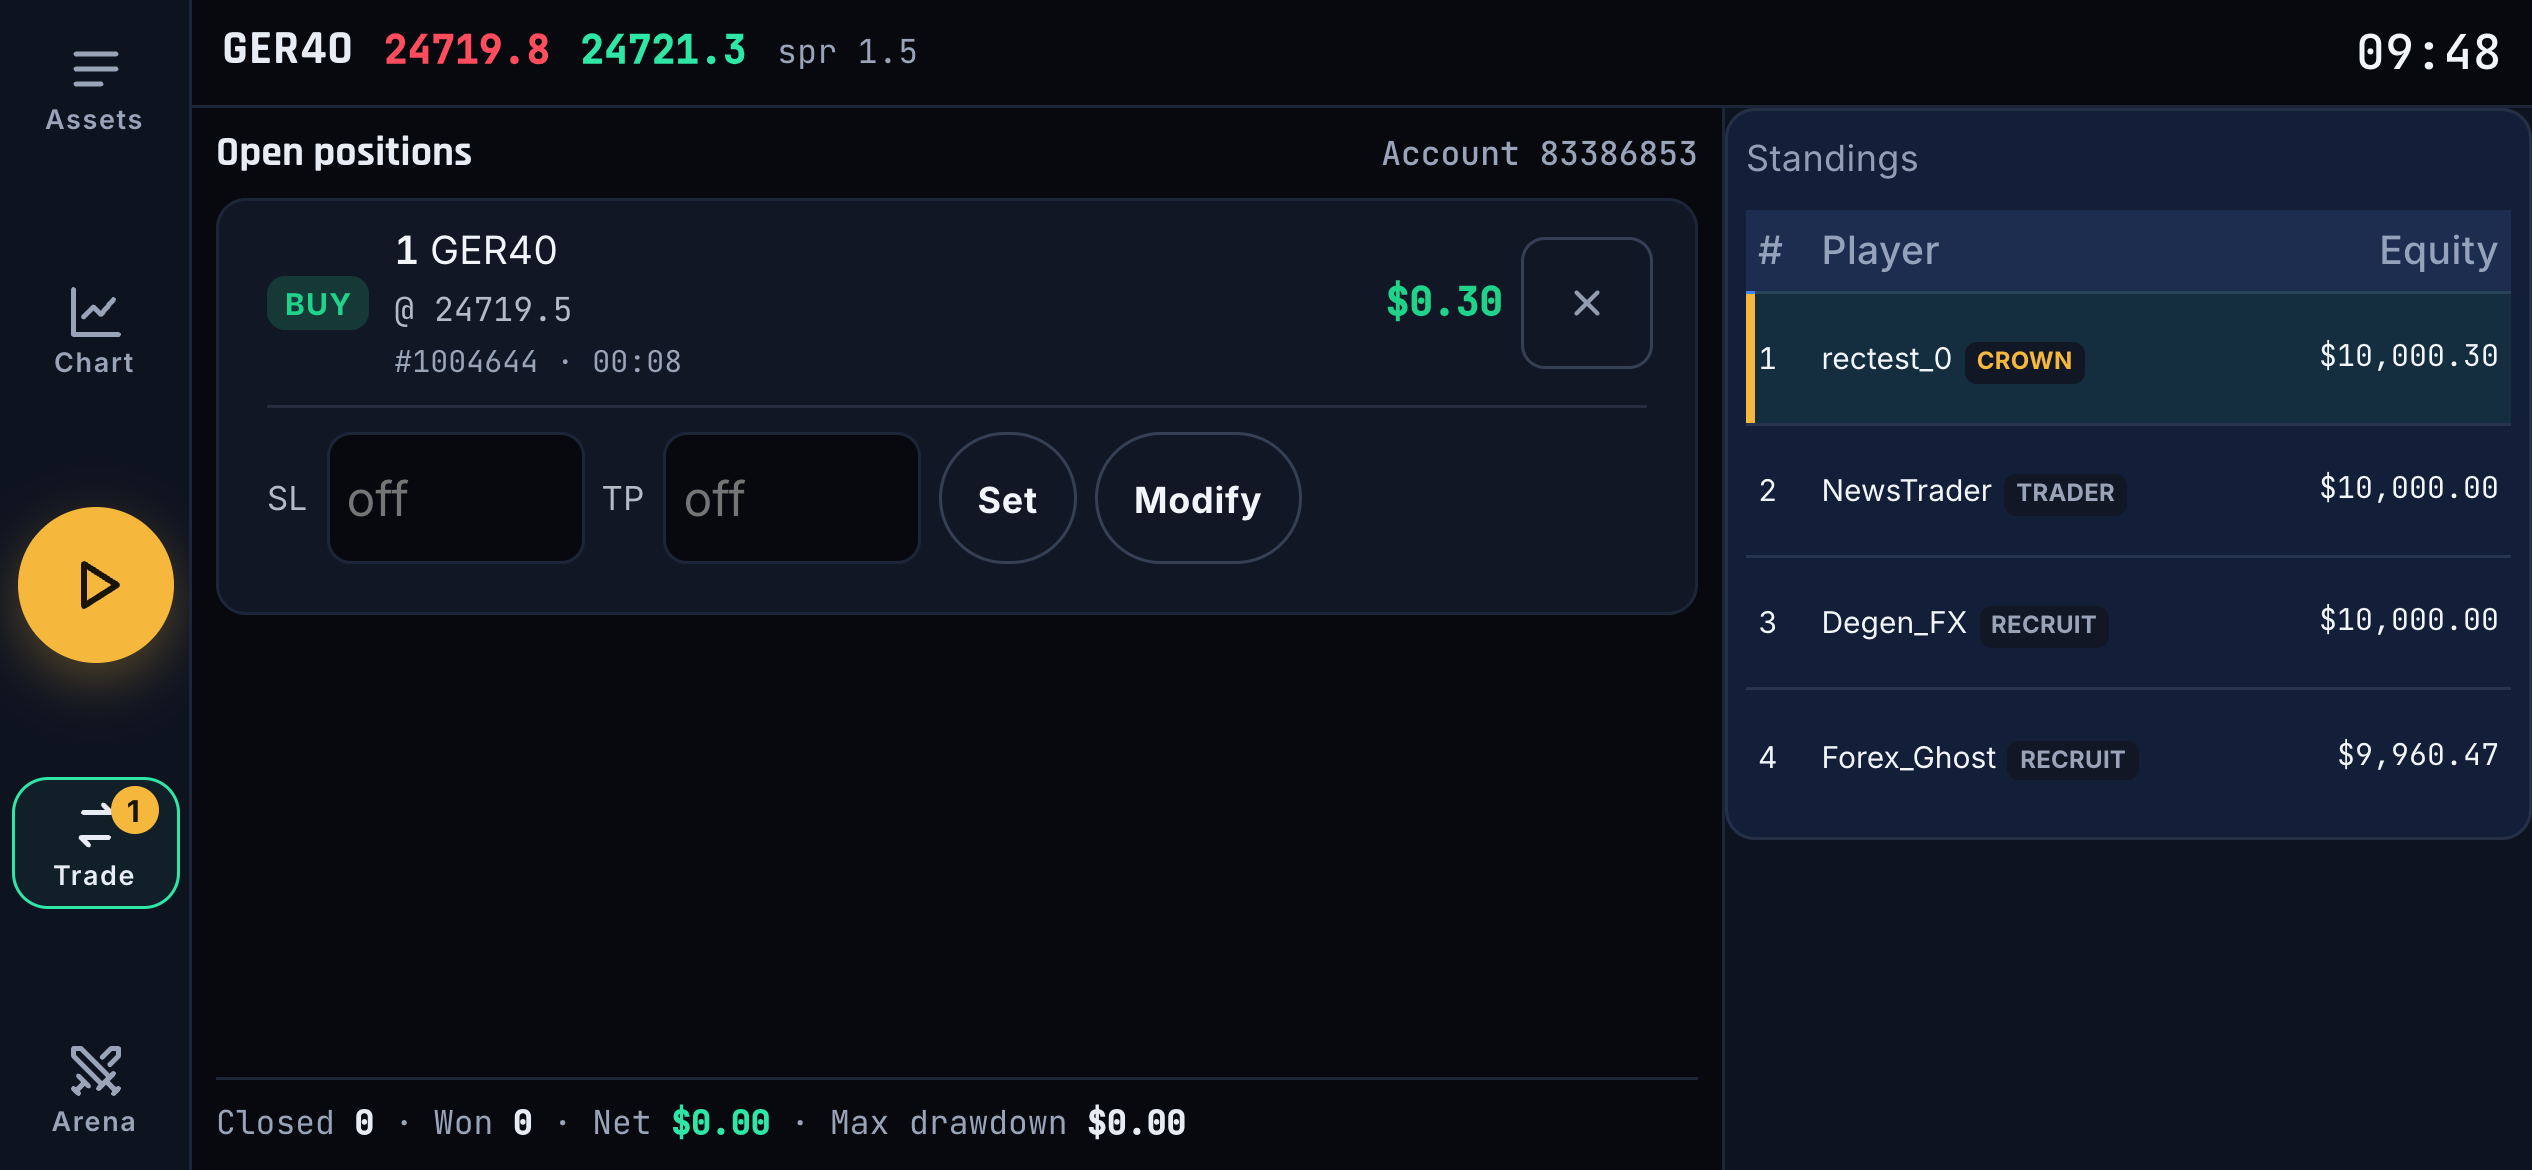 Assets
Chart
Trade 1
Arena
GER40 24719.8 24721.3 spr 1.5
09:48
Open positions
Account 83386853
1 GER40
BUY
@ 24719.5
#1004644 · 00:08
$0.30
SL off TP off Set Modify
Closed 0 · Won 0 · Net $0.00 · Max drawdown $0.00
Standings
# Player Equity
1 rectest_0 CROWN $10,000.30
2 NewsTrader TRADER $10,000.00
3 Degen_FX RECRUIT $10,000.00
4 Forex_Ghost RECRUIT $9,960.47